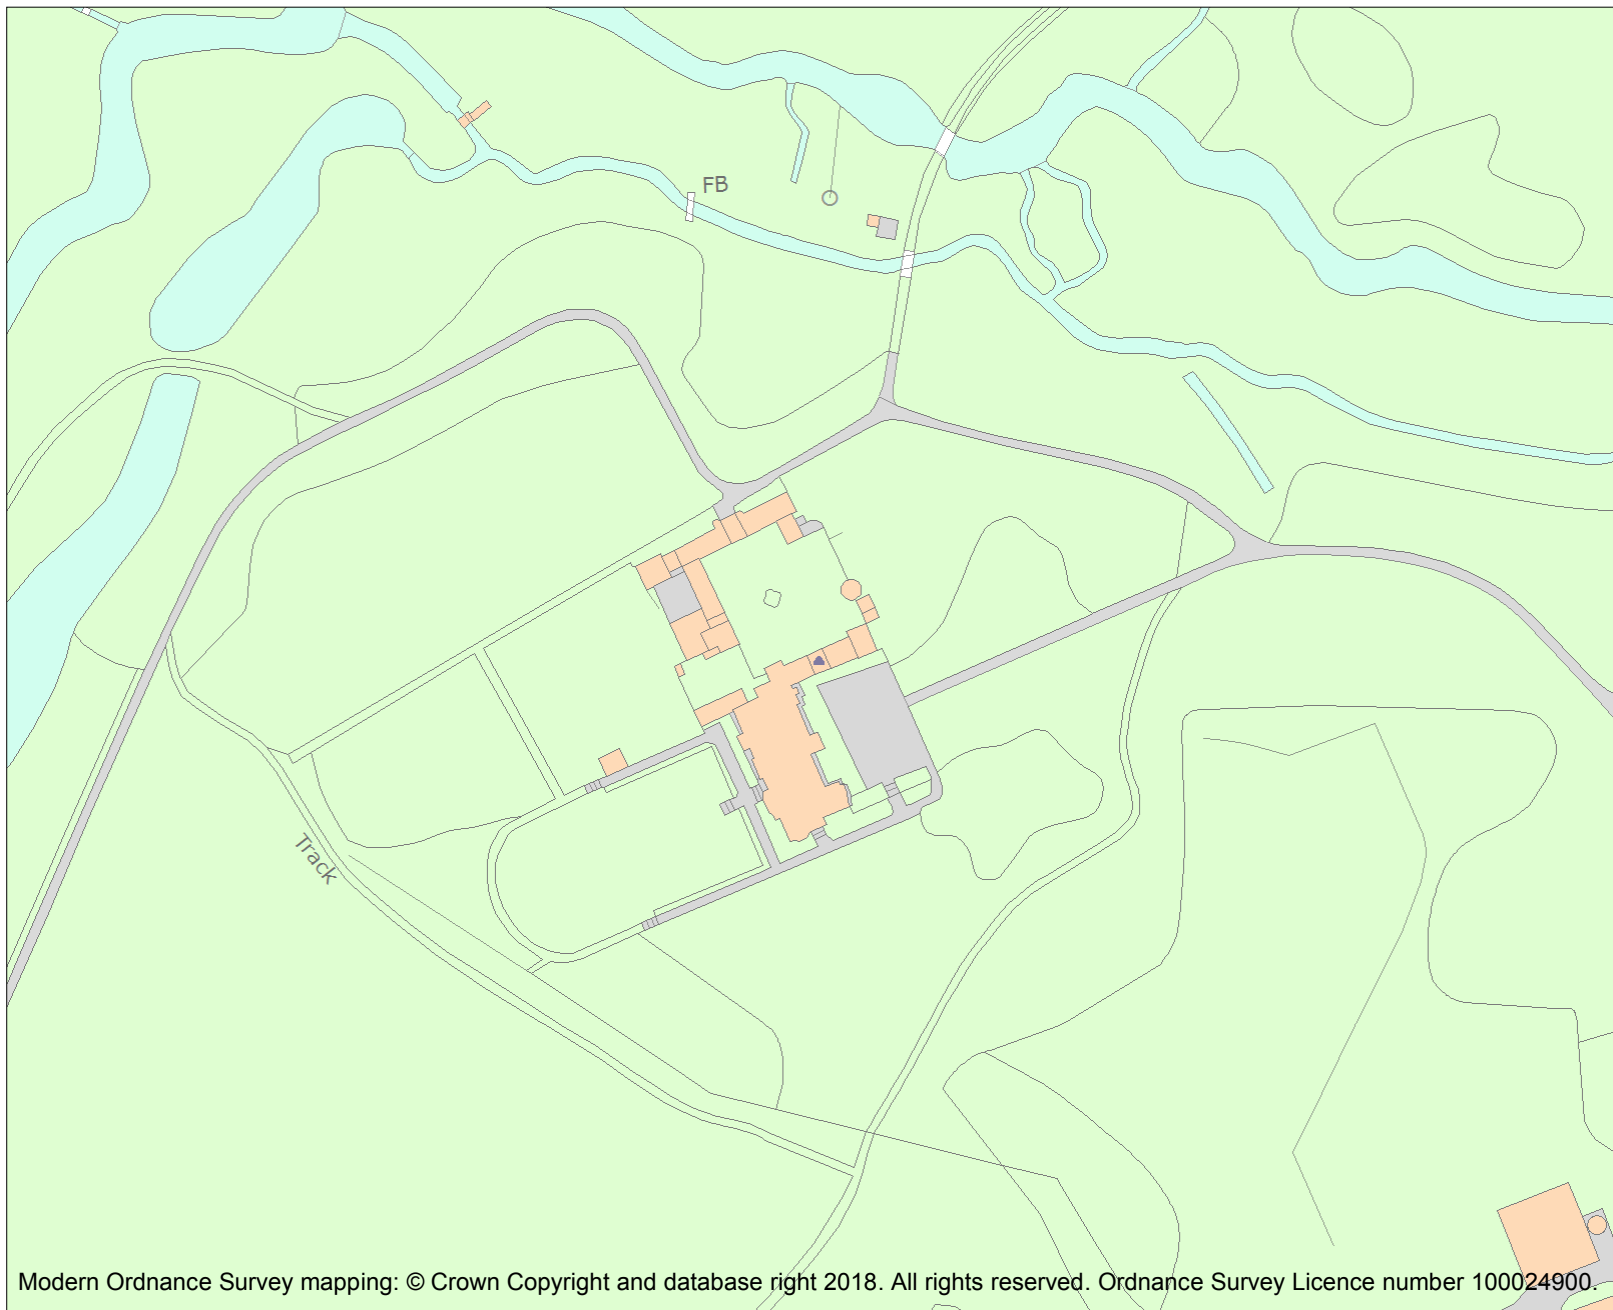 FB
Track
Modern Ordnance Survey mapping: © Crown Copyright and database right 2018. All rights reserved. Ordnance Survey Licence number 100024900.